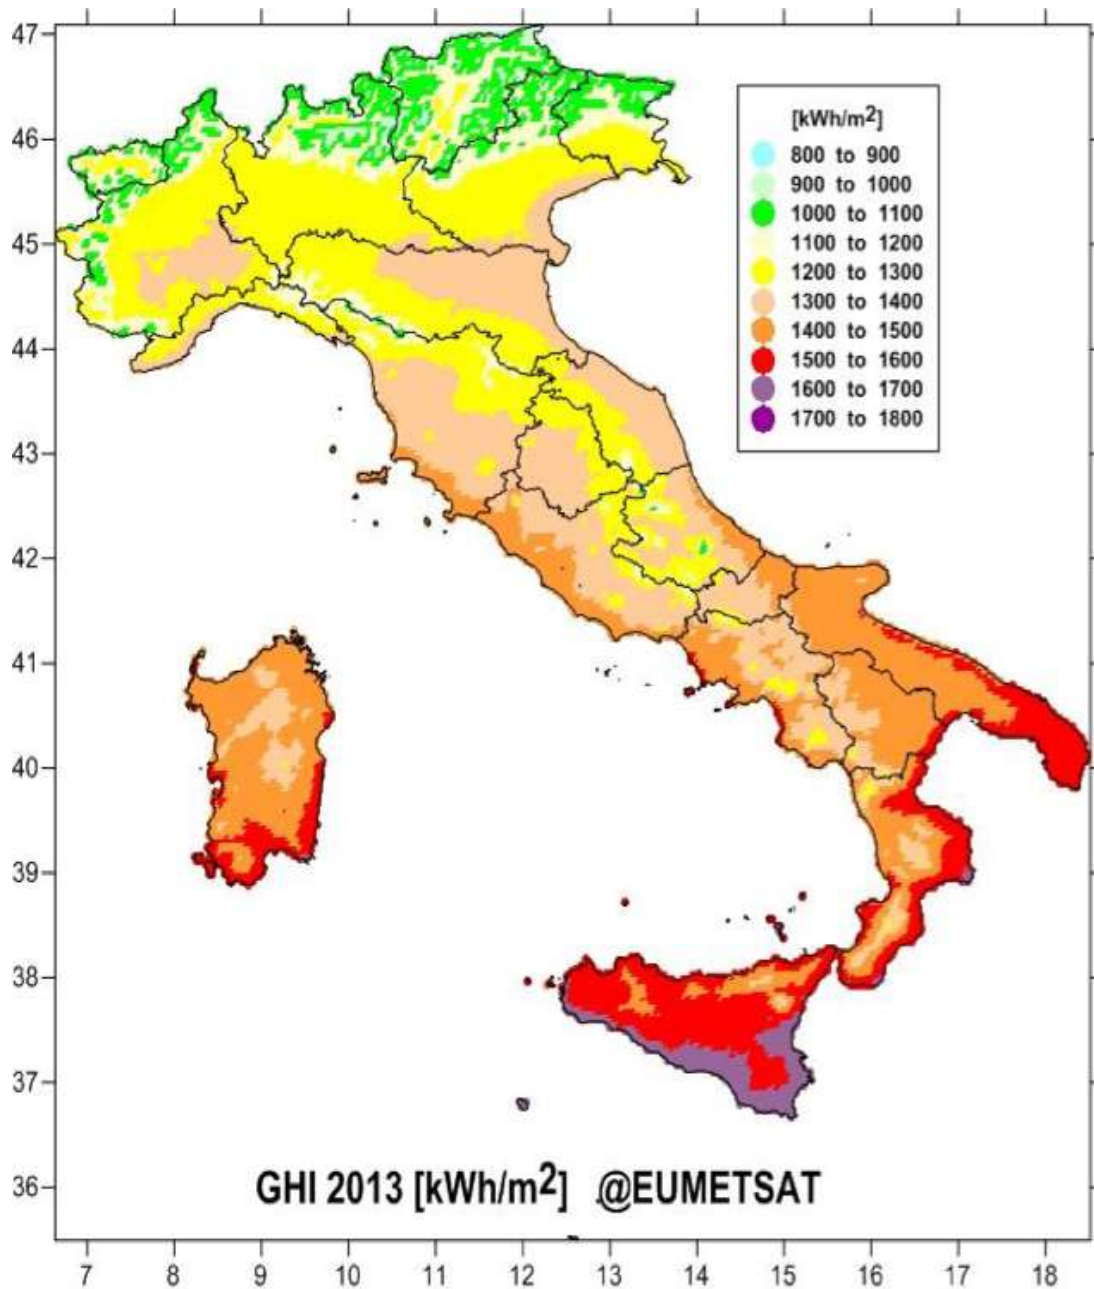 47
46
45
44
43
42
41
40
39
38
37
36
[kWh/m2]
800 to 900
900 to 1000
1000 to 1100
1100 to 1200
1200 to 1300
1300 to 1400
1400 to 1500
1500 to 1600
1600 to 1700
1700 to 1800
GHI 2013 [kWh/m2] @EUMETSAT
7 8 9 10 11 12 13 14 15 16 17 18